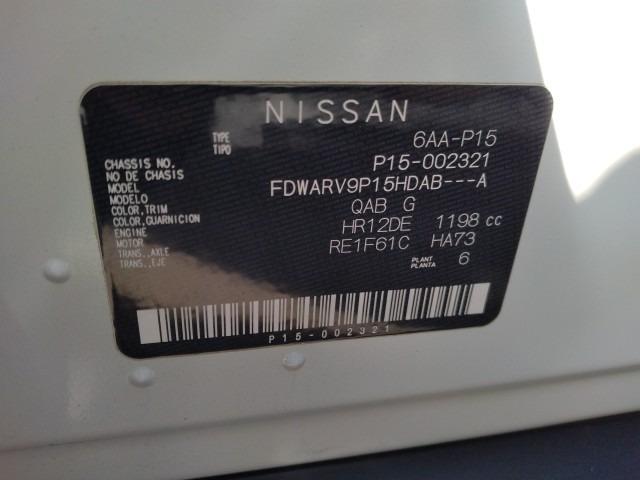 NISSAN
TYPE
TIPO 6AA-P15
CHASSIS NO. P15-002321
NO DE CHASIS
MODEL FDWARV9P15HDAB---A
MODELO
COLOR,TRIM QAB G
COLOR,GUARNICION
ENGINE HR12DE 1198 cc
MOTOR
TRANS.,AXLE RE1F61C HA73
TRANS.,EJE
PLANT
PLANTA 6
P15-002321